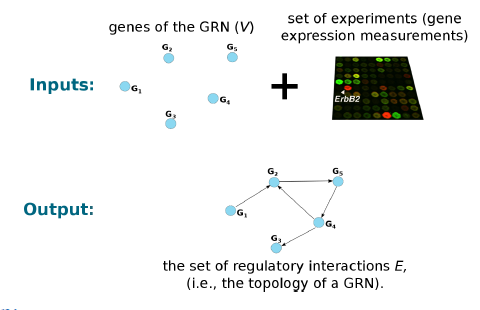 genes of the GRN (V)
set of experiments (gene
expression measurements)
Inputs:
G2
G5
G1
G4
G3
+
ErbB2
Output:
G2
G5
G1
G4
G3
the set of regulatory interactions E,
(i.e., the topology of a GRN).